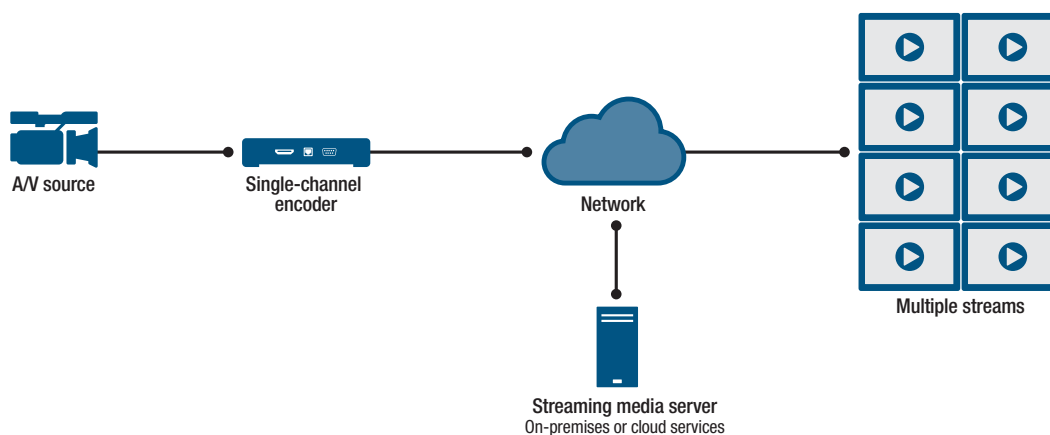 A/V source
Single-channel
encoder
Network
Multiple streams
Streaming media server
On-premises or cloud services